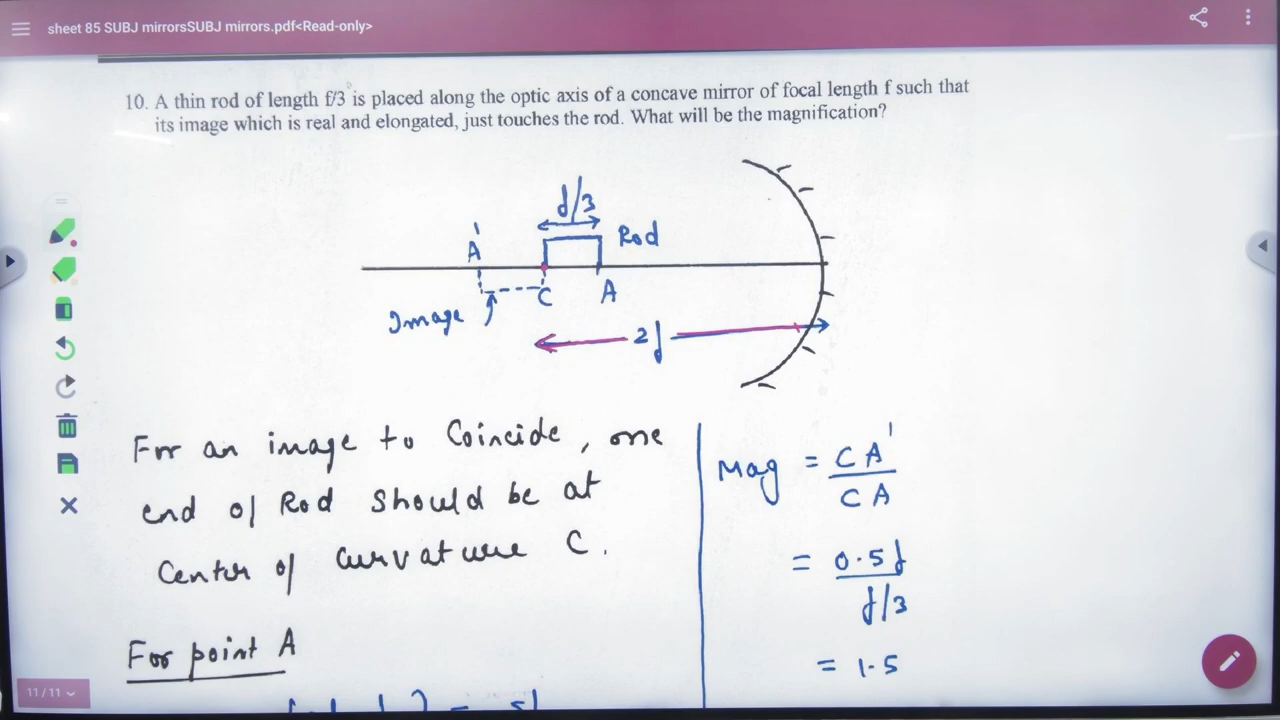 sheet 85 SUBJ mirrorsSUBJ mirrors.pdf<Read-only>
10. A thin rod of length f/3 is placed along the optic axis of a concave mirror of focal length f such that
its image which is real and elongated, just touches the rod. What will be the magnification?
f/3
Rod
A'
C
A
Image
2f
For an image to Coincide, one
end of Rod should be at
Center of Curvature C.
For point A
Mag = CA'
CA
= 0.5f
f/3
= 1.5
11/11